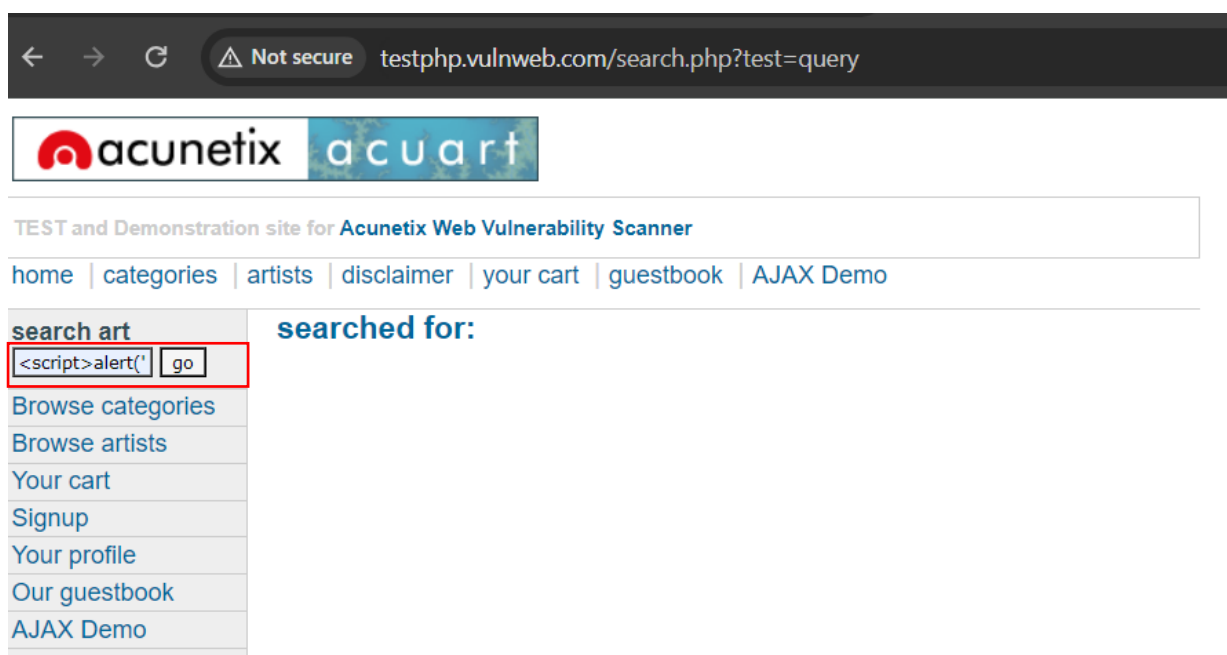 Not secure testphp.vulnweb.com/search.php?test=query
acunetix acuart
TEST and Demonstration site for Acunetix Web Vulnerability Scanner
home | categories | artists | disclaimer | your cart | guestbook | AJAX Demo
search art
searched for:
<script>alert(' go
Browse categories
Browse artists
Your cart
Signup
Your profile
Our guestbook
AJAX Demo